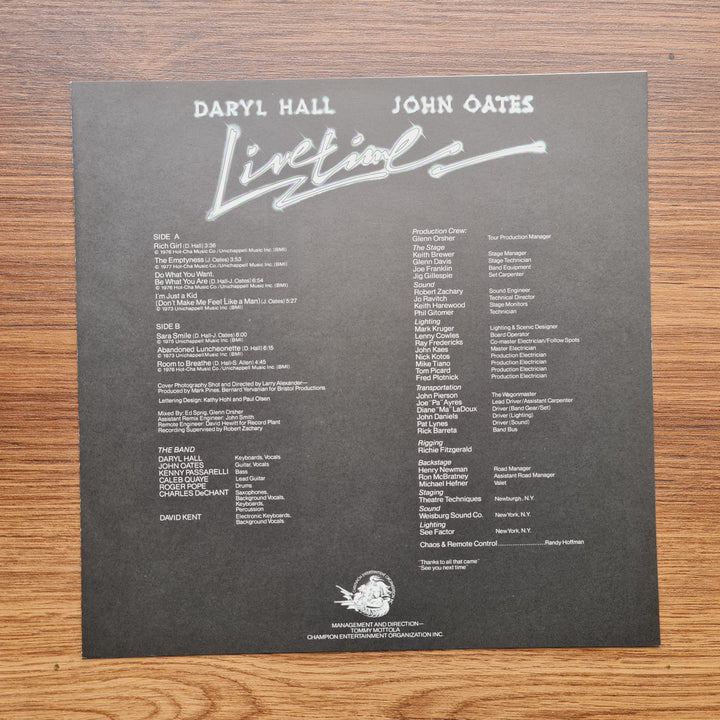 DARYL HALL JOHN OATES
Livetime
SIDE A
Rich Girl (D. Hall) 3:36
© 1976 Hot-Cha Music Co./Unichappell Music Inc. (BMI)
The Emptyness (J. Oates) 3:53
© 1977 Hot-Cha Music Co./Unichappell Music Inc. (BMI)
Do What You Want,
Be What You Are (D. Hall-J. Oates) 6:54
© 1976 Hot-Cha Music Co./Unichappell Music Inc. (BMI)
I'm Just a Kid
(Don't Make Me Feel Like a Man) (J. Oates) 5:27
© 1973 Unichappell Music Inc. (BMI)
SIDE B
Sara Smile (D. Hall-J. Oates) 6:00
© 1975 Unichappell Music Inc. (BMI)
Abandoned Luncheonette (D. Hall) 6:15
© 1973 Unichappell Music Inc. (BMI)
Room to Breathe (D. Hall-S. Allen) 4:45
© 1976 Hot-Cha Music Co./Unichappell Music Inc. (BMI)
Cover Photography Shot and Directed by Larry Alexander—
Produced by Mark Pines. Bernard Yervanian for Bristol Productions
Lettering Design: Kathy Hohl and Paul Olsen
Mixed By: Ed Sprig, Glenn Orsher
Assistant Remix Engineer: John Smith
Remote Engineer: David Hewitt for Record Plant
Recording Supervised by Robert Zachary
THE BAND
DARYL HALL Keyboards, Vocals
JOHN OATES Guitar, Vocals
KENNY PASSARELLI Bass
CALEB QUAYE Lead Guitar
ROGER POPE Drums
CHARLES DeCHANT Saxophones,
Background Vocals,
Keyboards,
Percussion
DAVID KENT Electronic Keyboards,
Background Vocals
Production Crew:
Glenn Orsher Tour Production Manager
The Stage
Keith Brewer Stage Manager
Glenn Davis Stage Technician
Joe Franklin Band Equipment
Jig Gillespie Set Carpenter
Sound
Robert Zachary Sound Engineer
Jo Ravitch Technical Director
Keith Harewood Stage Monitors
Phil Gitomer Technician
Lighting
Mark Kruger Lighting & Scenic Designer
Lenny Cowles Board Operator
Ray Fredericks Co-master Electrician/Follow Spots
John Kaes Master Electrician
Nick Kotos Production Electrician
Mike Tiano Production Electrician
Tom Picard Production Electrician
Fred Plotnick Production Electrician
Transportation
John Pierson The Wagonmaster
Joe "Pa" Ayres Lead Driver/Assistant Carpenter
Diane "Ma" LaDoux Driver (Band Gear/Set)
John Daniela Driver (Lighting)
Pat Lynes Driver (Sound)
Rick Barreta Band Bus
Rigging
Richie Fitzgerald
Backstage
Henry Newman Road Manager
Ron McBratney Assistant Road Manager
Michael Hefner Valet
Staging
Theatre Techniques Newburgh, N.Y.
Sound
Weisburg Sound Co. New York, N.Y.
Lighting
See Factor New York, N.Y.
Chaos & Remote Control........................Randy Hoffman
"Thanks to all that came"
"See you next time"
MANAGEMENT AND DIRECTION—
TOMMY MOTTOLA
CHAMPION ENTERTAINMENT ORGANIZATION INC.